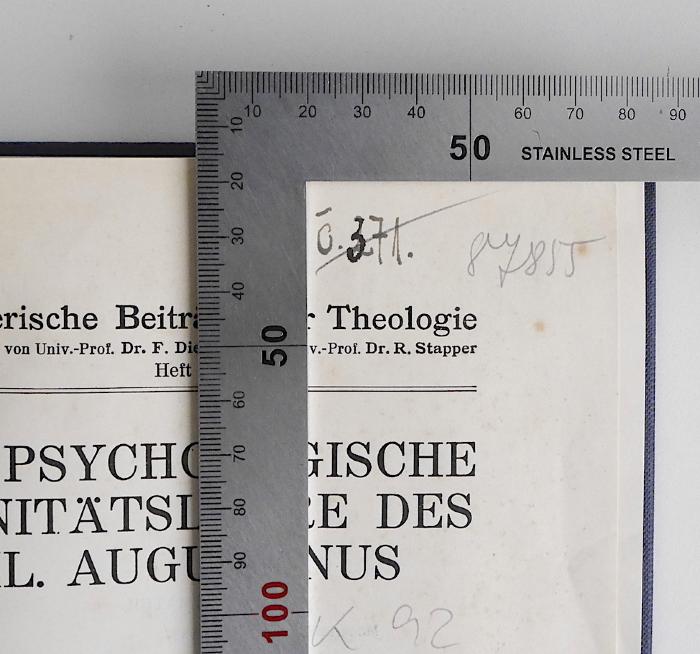 10 20 30 40 50 60 70 80 90
STAINLESS STEEL
10
20
30
40
50
60
70
80
90
100
Ō.371.
87855
erische Beitra r Theologie
von Univ.-Prof. Dr. F. Die v.-Prof. Dr. R. Stapper
Heft
PSYCHO GISCHE
NITÄTSL RE DES
L. AUGU NUS
K 92